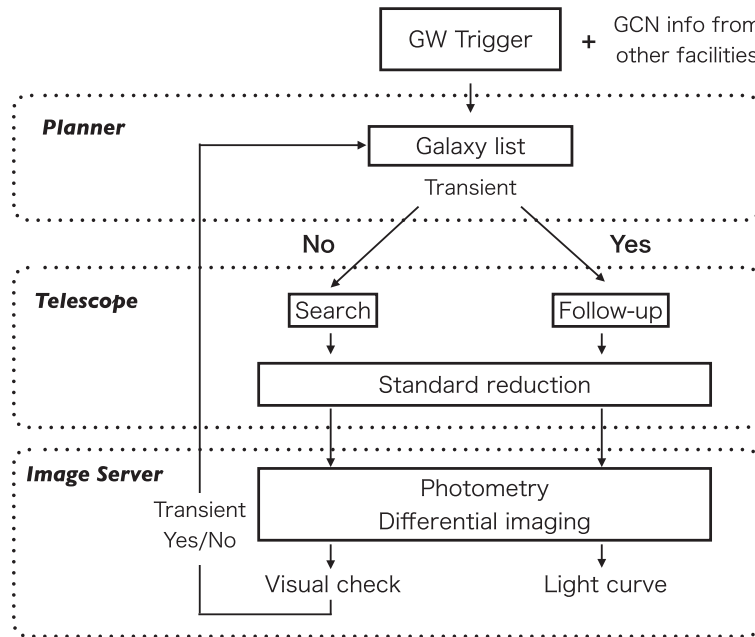 GW Trigger
+
GCN info from
other facilities
Planner
Galaxy list
Transient
No
Yes
Telescope
Search
Follow-up
Standard reduction
Image Server
Photometry
Differential imaging
Transient
Yes/No
Visual check
Light curve